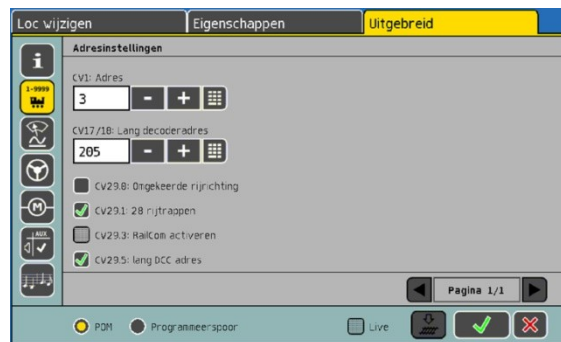 Loc wijzigen
Eigenschappen
Uitgebreid
Adresinstellingen
i
CV1: Adres
1-9999
3 - +
CV17/18: Lang decoderadres
205 - +
CV29.0: Omgekeerde rijrichting
CV29.1: 28 rijtrappen
M
CV29.3: RailCom activeren
AUX
CV29.5: lang DCC adres
Pagina 1/1
POM
Programmeerspoor
Live